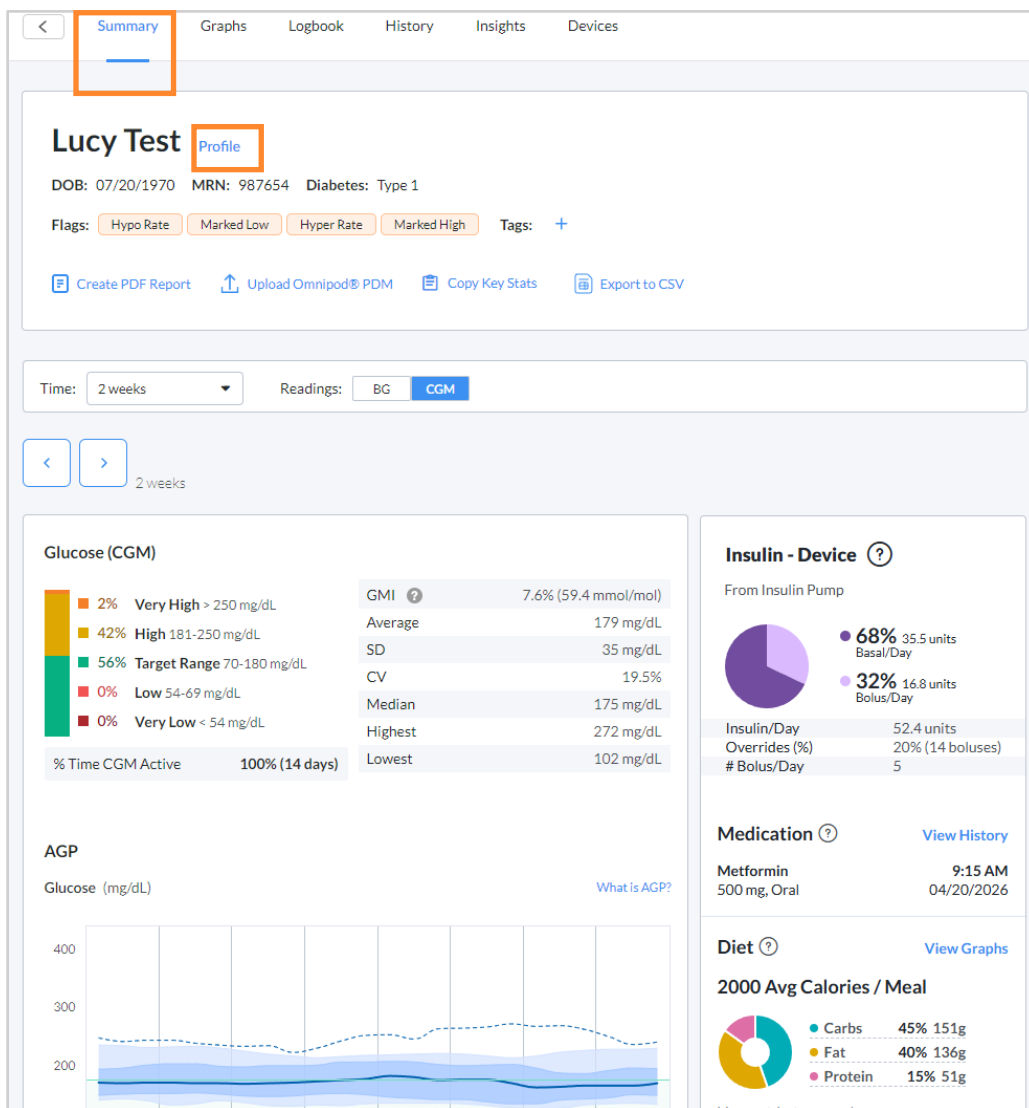 Summary Graphs Logbook History Insights Devices
Lucy Test Profile
DOB: 07/20/1970 MRN: 987654 Diabetes: Type 1
Flags: Hypo Rate Marked Low Hyper Rate Marked High Tags: +
Create PDF Report Upload Omnipod® PDM Copy Key Stats Export to CSV
Time: 2 weeks Readings: BG CGM
2 weeks
Glucose (CGM)
2% Very High > 250 mg/dL
42% High 181-250 mg/dL
56% Target Range 70-180 mg/dL
0% Low 54-69 mg/dL
0% Very Low < 54 mg/dL
% Time CGM Active 100% (14 days)
GMI ? 7.6% (59.4 mmol/mol)
Average 179 mg/dL
SD 35 mg/dL
CV 19.5%
Median 175 mg/dL
Highest 272 mg/dL
Lowest 102 mg/dL
AGP
Glucose (mg/dL) What is AGP?
400
300
200
Insulin - Device ?
From Insulin Pump
68% 35.5 units
Basal/Day
32% 16.8 units
Bolus/Day
Insulin/Day 52.4 units
Overrides (%) 20% (14 boluses)
# Bolus/Day 5
Medication ? View History
Metformin 9:15 AM
500 mg, Oral 04/20/2026
Diet ? View Graphs
2000 Avg Calories / Meal
Carbs 45% 151g
Fat 40% 136g
Protein 15% 51g